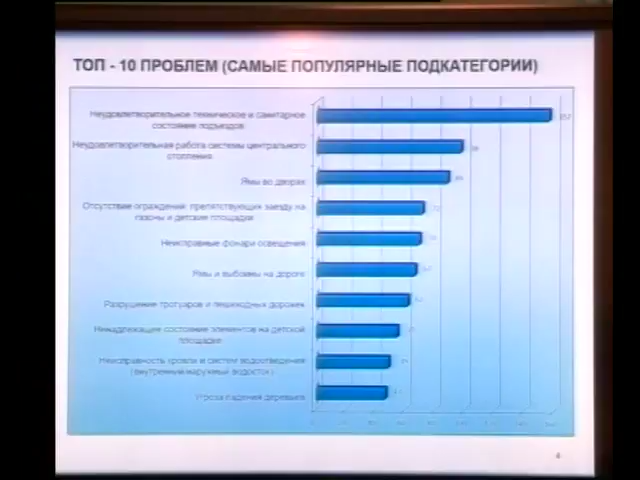 ТОП - 10 ПРОБЛЕМ (САМЫЕ ПОПУЛЯРНЫЕ ПОДКАТЕГОРИИ)
Неудовлетворительное техническое и санитарное
состояние подъездов
Неудовлетворительная работа системы центрального
отопления
Ямы во дворах
Отсутствие ограждений препятствующих заезду на
газоны и детские площадки
Неисправные фонари освещения
Ямы и выбоины на дороге
Разрушение тротуаров и пешеходных дорожек
Ненадлежащее состояние элементов на детской
площадке
Неисправность кровли и систем водоотведения
(внутренний наружный водосток)
Угроза падения деревьев
4